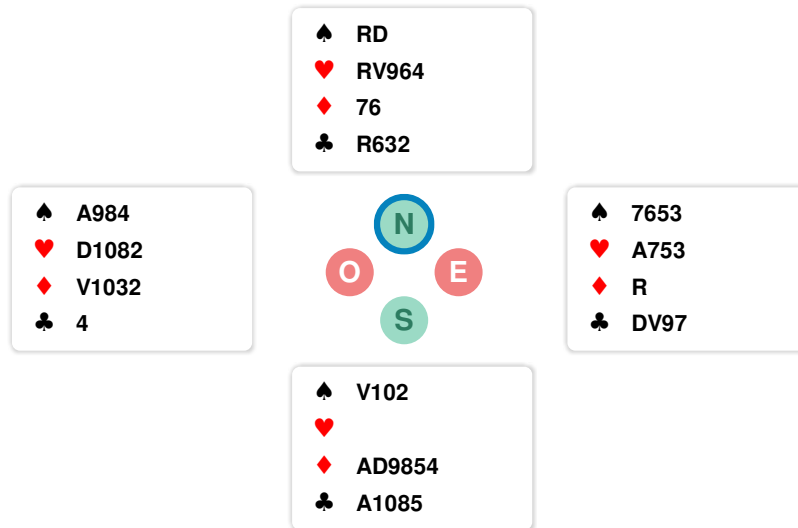 ♠ RD
♥ RV964
♦ 76
♣ R632
♠ A984
♥ D1082
♦ V1032
♣ 4
N
O
E
S
♠ 7653
♥ A753
♦ R
♣ DV97
♠ V102
♥
♦ AD9854
♣ A1085